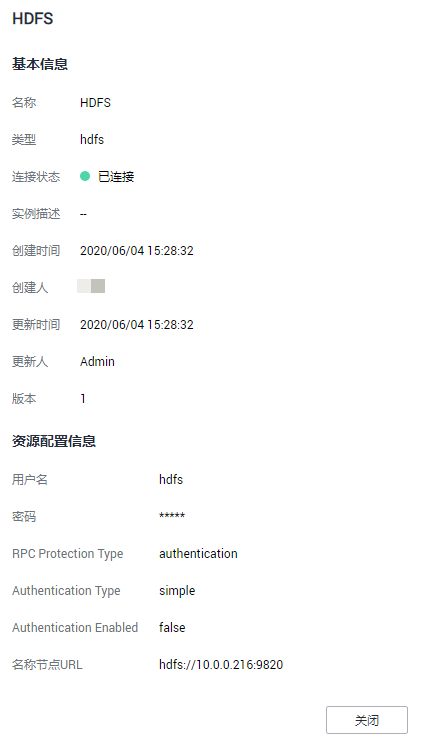 HDFS
基本信息
名称 HDFS
类型 hdfs
连接状态 已连接
实例描述 --
创建时间 2020/06/04 15:28:32
创建人
更新时间 2020/06/04 15:28:32
更新人 Admin
版本 1
资源配置信息
用户名 hdfs
密码 *****
RPC Protection Type authentication
Authentication Type simple
Authentication Enabled false
名称节点URL hdfs://10.0.0.216:9820
关闭